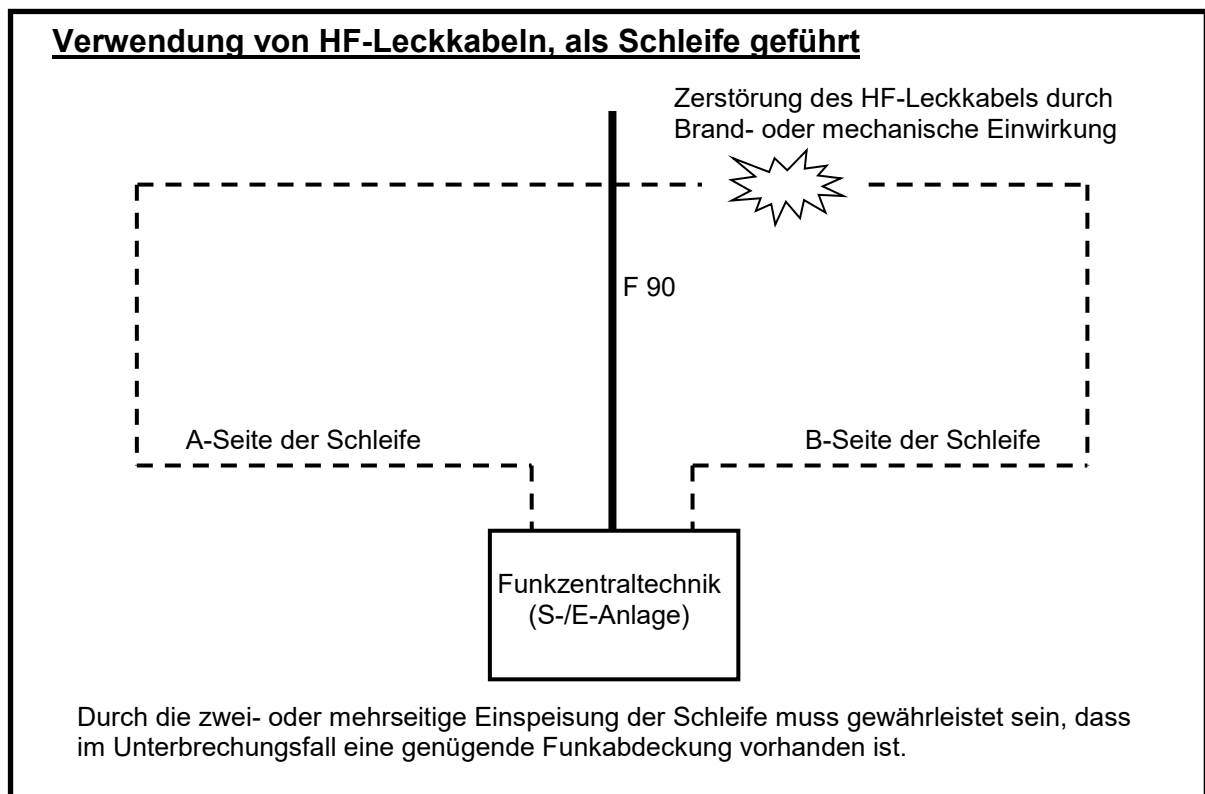 Verwendung von HF-Leckkabeln, als Schleife geführt
Zerstörung des HF-Leckkabels durch
Brand- oder mechanische Einwirkung
F 90
A-Seite der Schleife
B-Seite der Schleife
Funkzentraltechnik
(S-/E-Anlage)
Durch die zwei- oder mehrseitige Einspeisung der Schleife muss gewährleistet sein, dass
im Unterbrechungsfall eine genügende Funkabdeckung vorhanden ist.